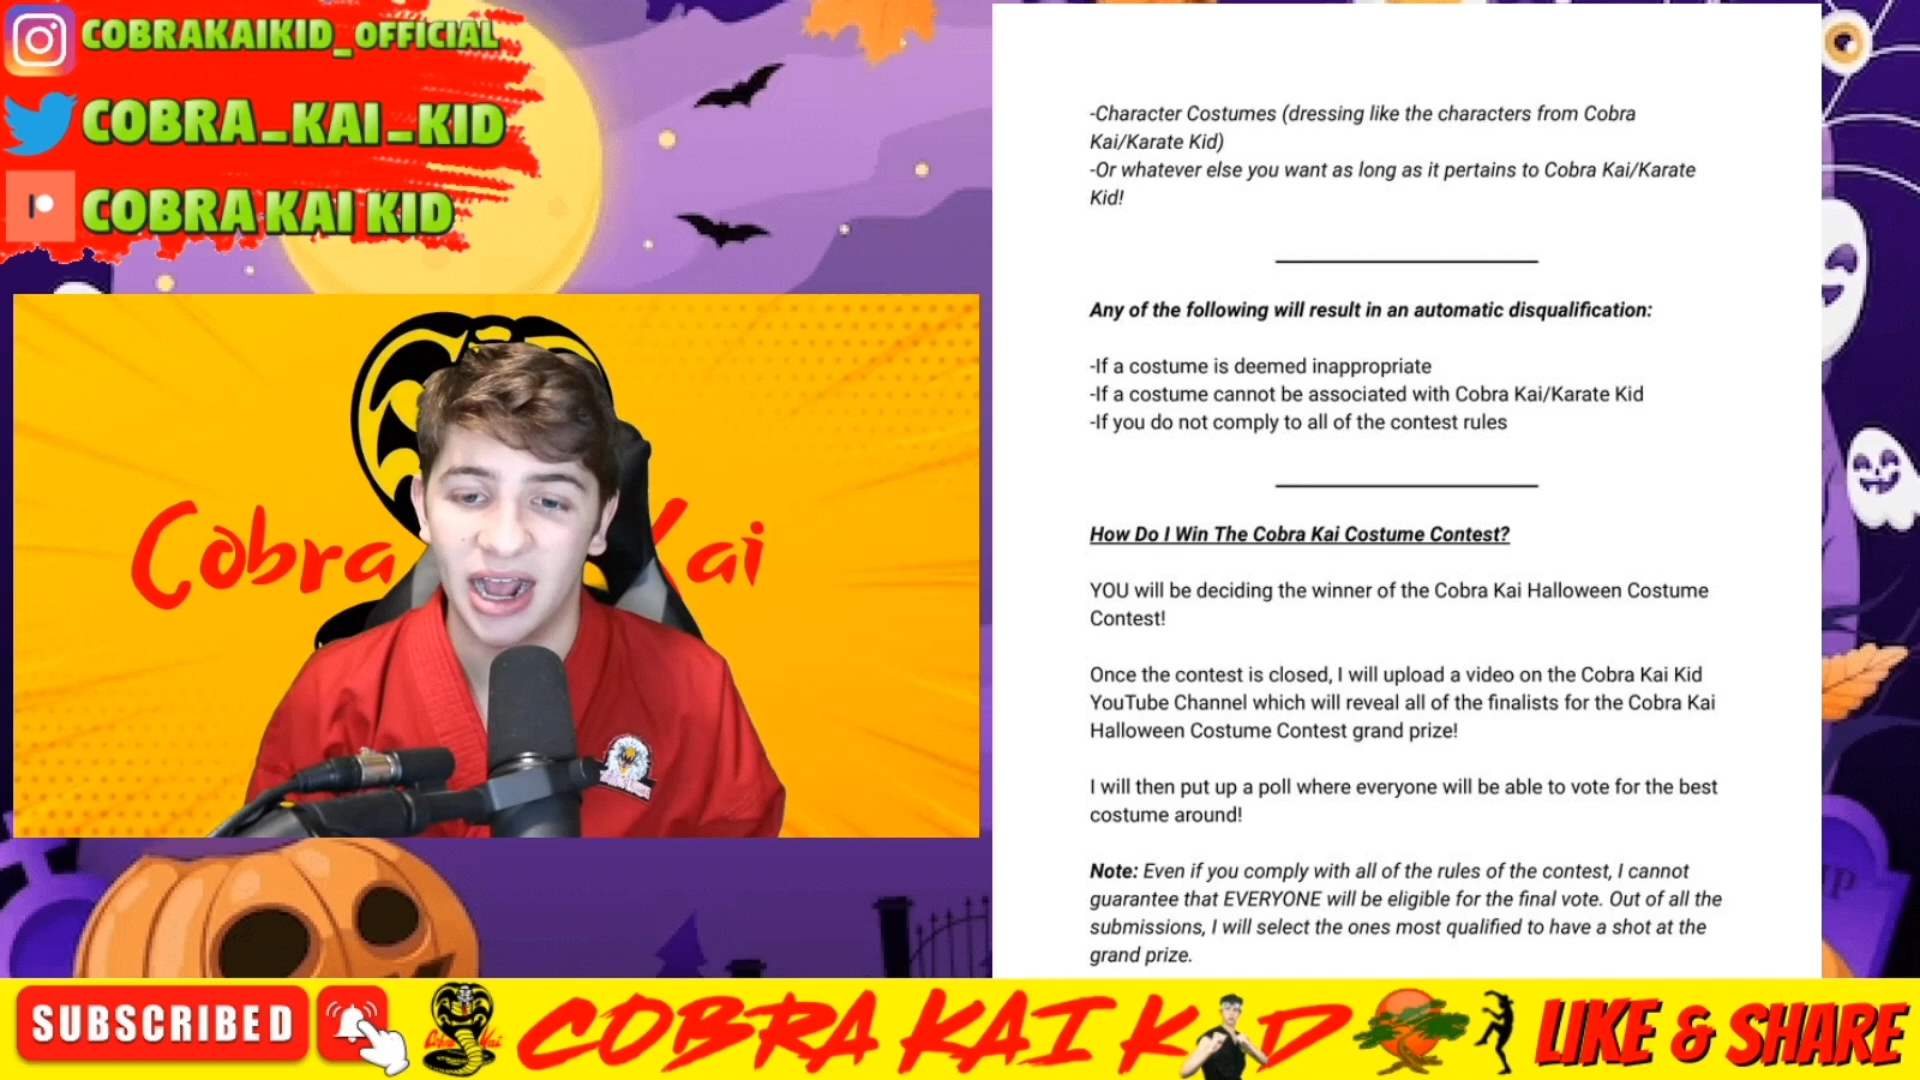 COBRAKAIKID_OFFICIAL
COBRA_KAI_KID
COBRA KAI KID
Cobra Kai
-Character Costumes (dressing like the characters from Cobra
Kai/Karate Kid)
-Or whatever else you want as long as it pertains to Cobra Kai/Karate
Kid!
Any of the following will result in an automatic disqualification:
-If a costume is deemed inappropriate
-If a costume cannot be associated with Cobra Kai/Karate Kid
-If you do not comply to all of the contest rules
How Do I Win The Cobra Kai Costume Contest?
YOU will be deciding the winner of the Cobra Kai Halloween Costume
Contest!
Once the contest is closed, I will upload a video on the Cobra Kai Kid
YouTube Channel which will reveal all of the finalists for the Cobra Kai
Halloween Costume Contest grand prize!
I will then put up a poll where everyone will be able to vote for the best
costume around!
Note: Even if you comply with all of the rules of the contest, I cannot
guarantee that EVERYONE will be eligible for the final vote. Out of all the
submissions, I will select the ones most qualified to have a shot at the
grand prize.
SUBSCRIBED
Cobra Kai
COBRA KAI KID
LIKE & SHARE